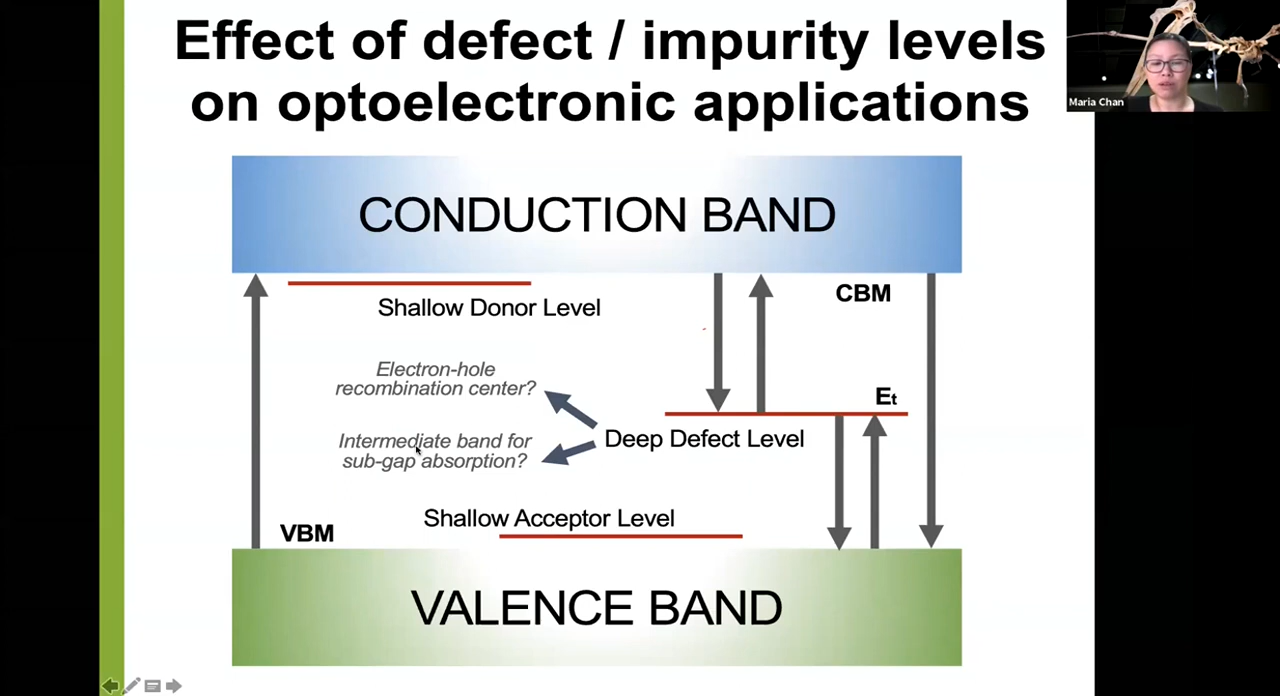 Effect of defect / impurity levels
on optoelectronic applications
Maria Chan
CONDUCTION BAND
Shallow Donor Level
CBM
Electron-hole
recombination center?
Et
Intermediate band for
sub-gap absorption?
Deep Defect Level
Shallow Acceptor Level
VBM
VALENCE BAND